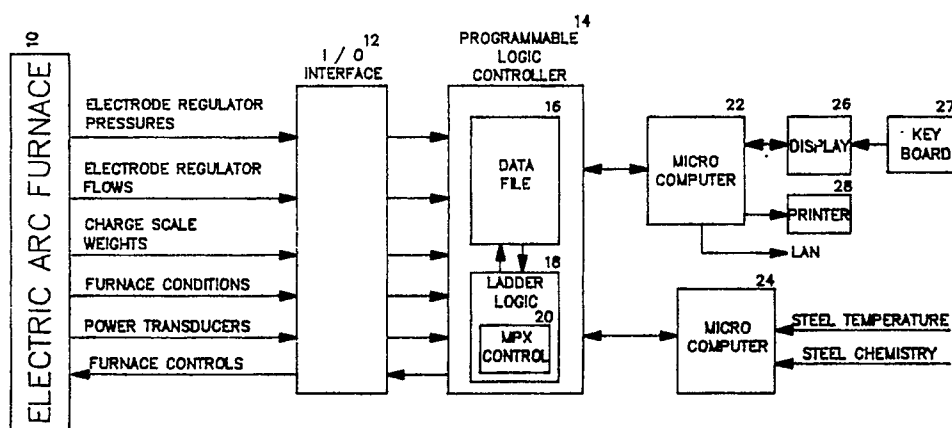 10
ELECTRIC ARC FURNACE
ELECTRODE REGULATOR
PRESSURES
ELECTRODE REGULATOR
FLOWS
CHARGE SCALE
WEIGHTS
FURNACE CONDITIONS
POWER TRANSDUCERS
FURNACE CONTROLS
12
I / O
INTERFACE
14
PROGRAMMABLE
LOGIC
CONTROLLER
16
DATA
FILE
18
LADDER
LOGIC
20
MPX
CONTROL
22
MICRO
COMPUTER
26
DISPLAY
27
KEY
BOARD
28
PRINTER
LAN
24
MICRO
COMPUTER
STEEL TEMPERATURE
STEEL CHEMISTRY